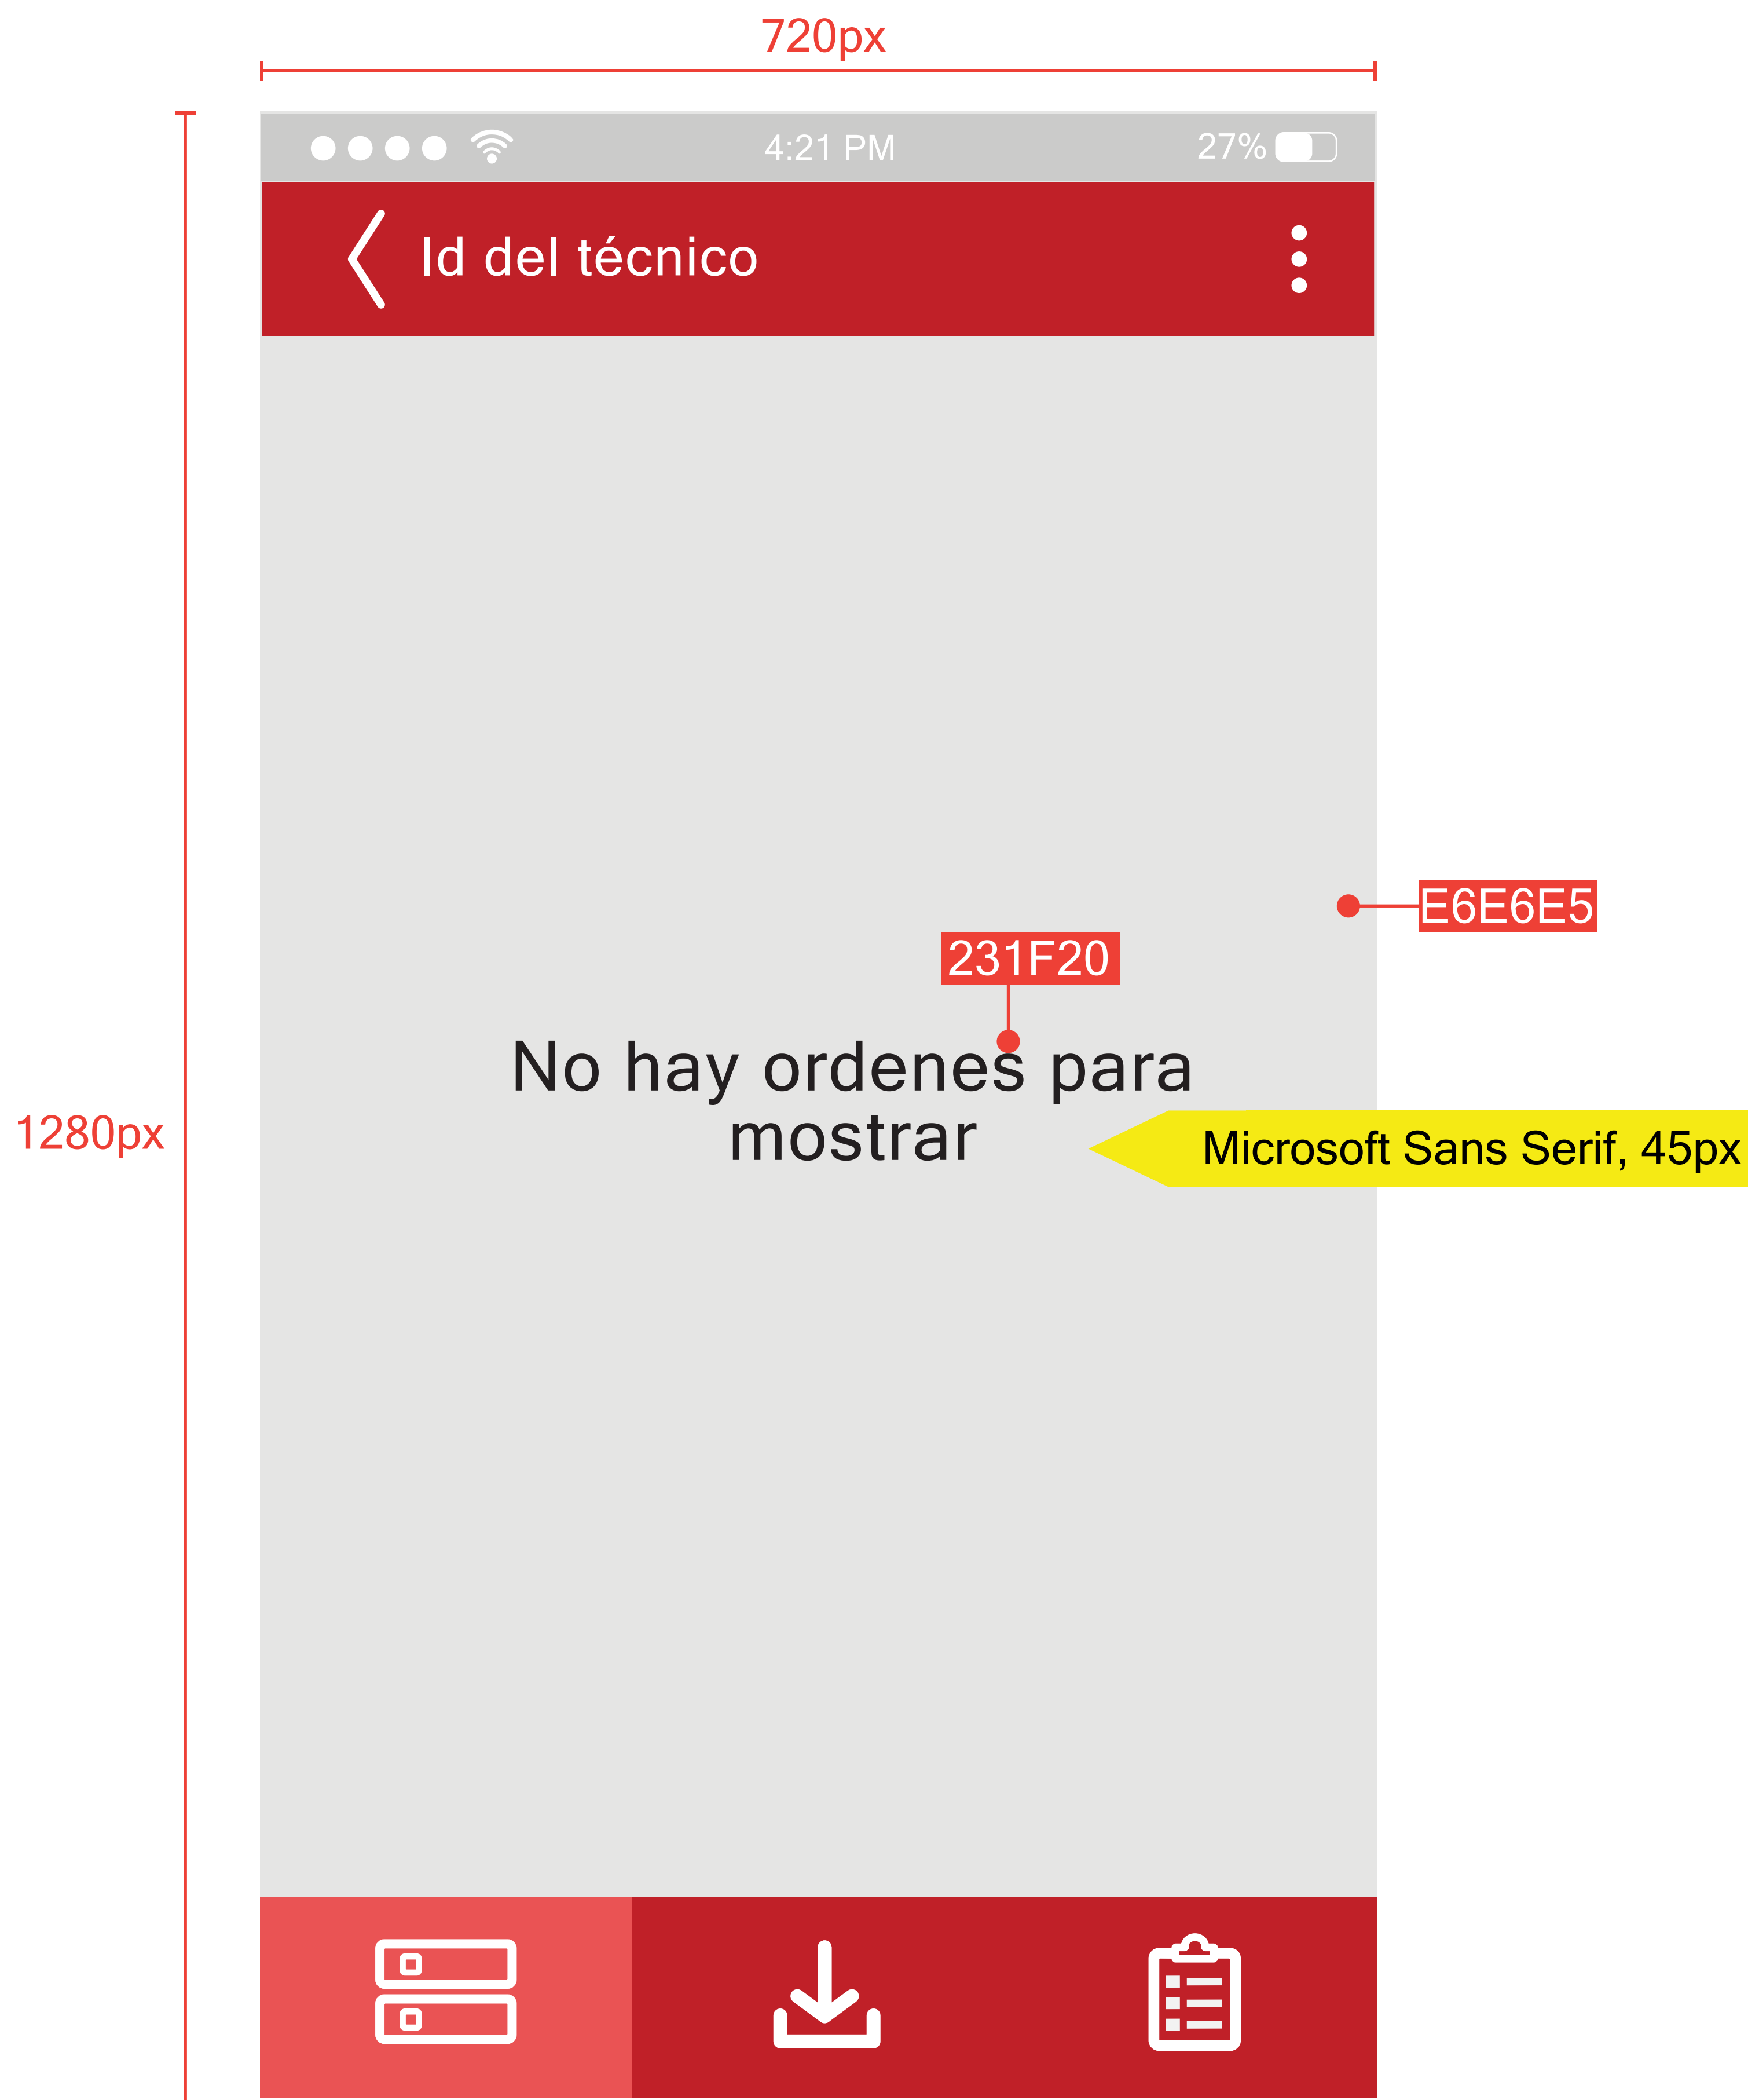 720px
4:21 PM
27%
Id del técnico
E6E6E5
231F20
No hay ordenes para
mostrar
1280px
Microsoft Sans Serif, 45px